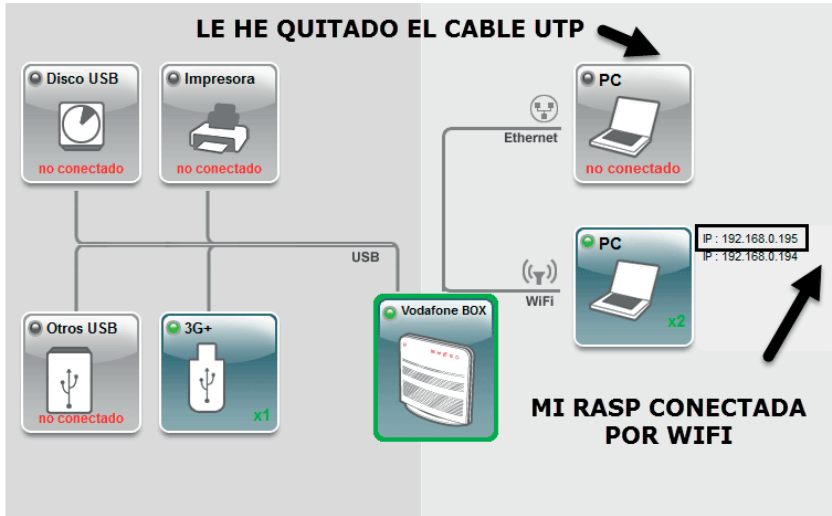 LE HE QUITADO EL CABLE UTP
Disco USB
no conectado
Impresora
no conectado
PC
no conectado
Ethernet
USB
WiFi
PC
x2
IP : 192.168.0.195
IP : 192.168.0.194
Otros USB
no conectado
3G+
x1
Vodafone BOX
MI RASP CONECTADA
POR WIFI